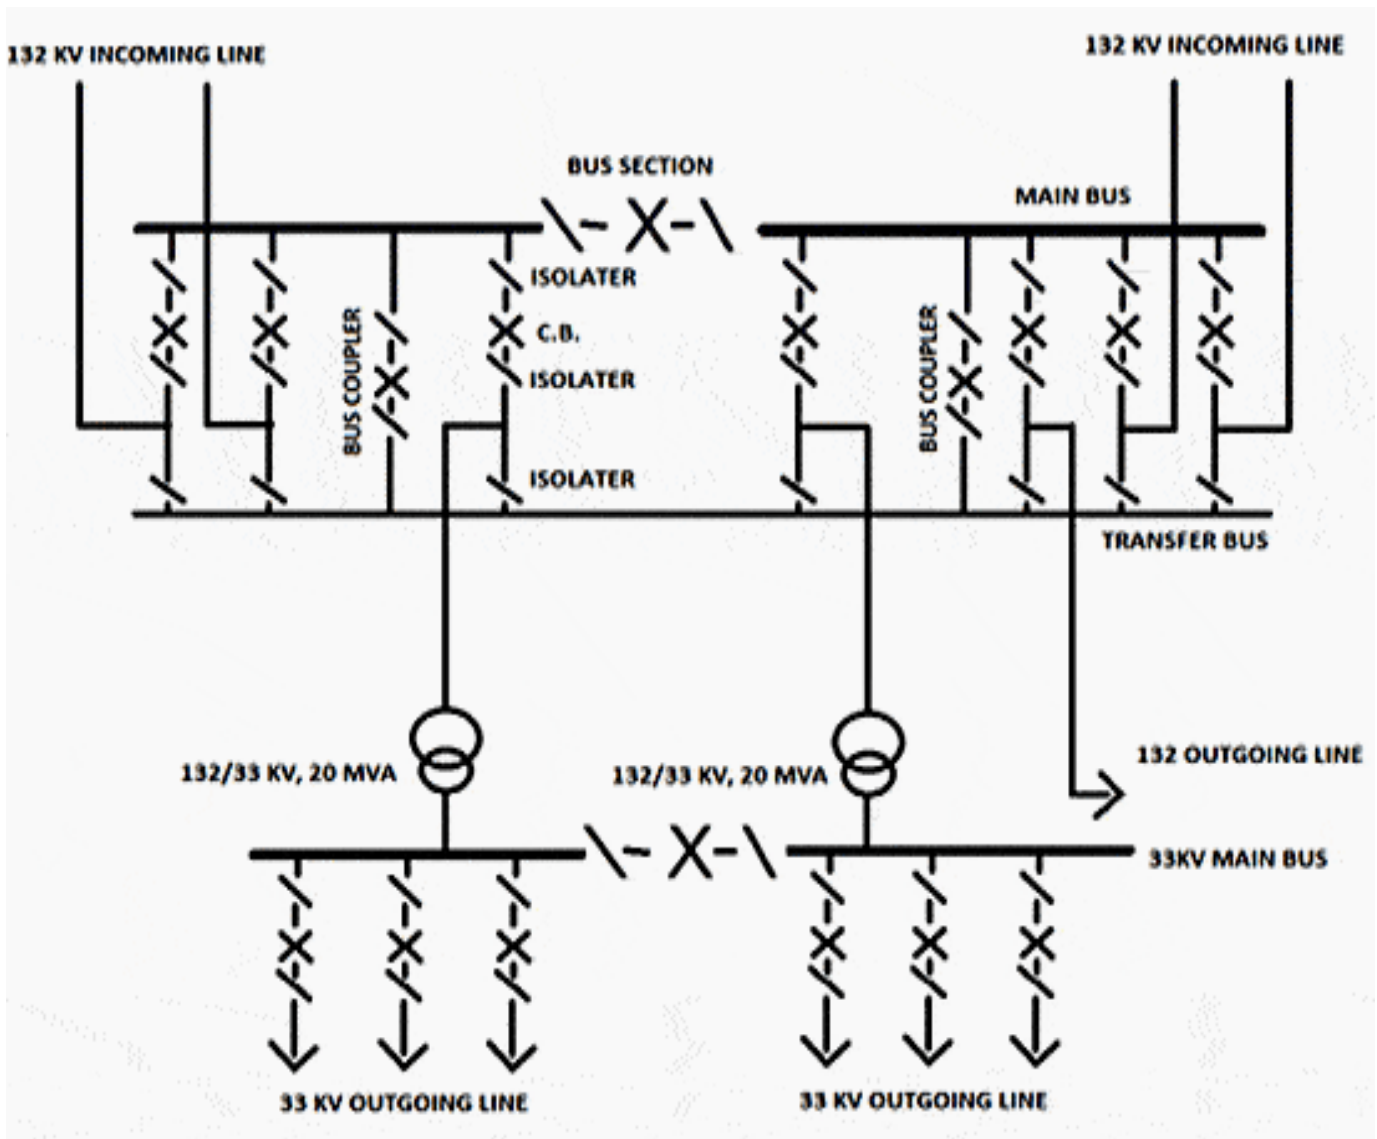 132 KV INCOMING LINE
132 KV INCOMING LINE
BUS SECTION
MAIN BUS
ISOLATER
BUS COUPLER
C.B.
ISOLATER
BUS COUPLER
ISOLATER
TRANSFER BUS
132/33 KV, 20 MVA
132/33 KV, 20 MVA
132 OUTGOING LINE
33KV MAIN BUS
33 KV OUTGOING LINE
33 KV OUTGOING LINE